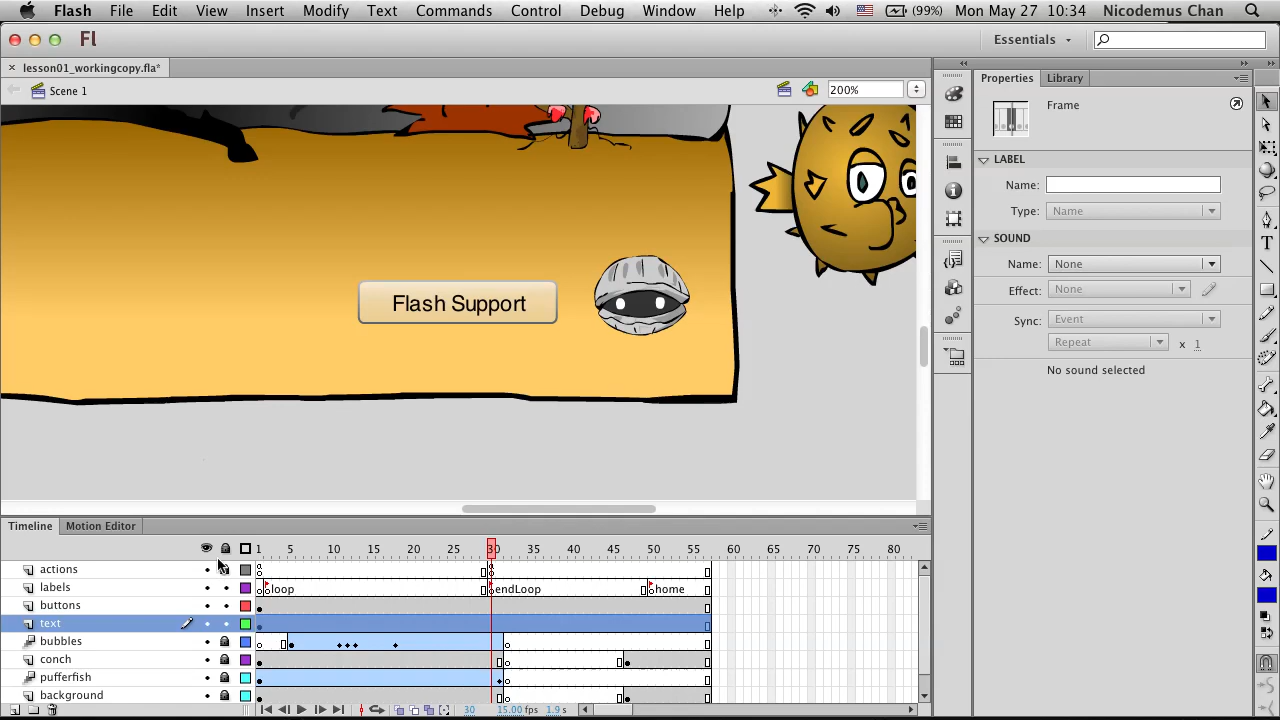 Flash File Edit View Insert Modify Text Commands Control Debug Window Help (99%) Mon May 27 10:34 Nicodemus Chan
Fl Essentials
× lesson01_workingcopy.fla*
Scene 1 200%
Properties Library
Frame
LABEL
Name:
Type: Name
SOUND
Name: None
Effect: None
Sync: Event
Repeat x 1
No sound selected
Flash Support
Timeline Motion Editor
1 5 10 15 20 25 30 35 40 45 50 55 60 65 70 75 80
actions
labels loop endLoop home
buttons
text
bubbles
conch
pufferfish
background
30 15.00 fps 1.9 s